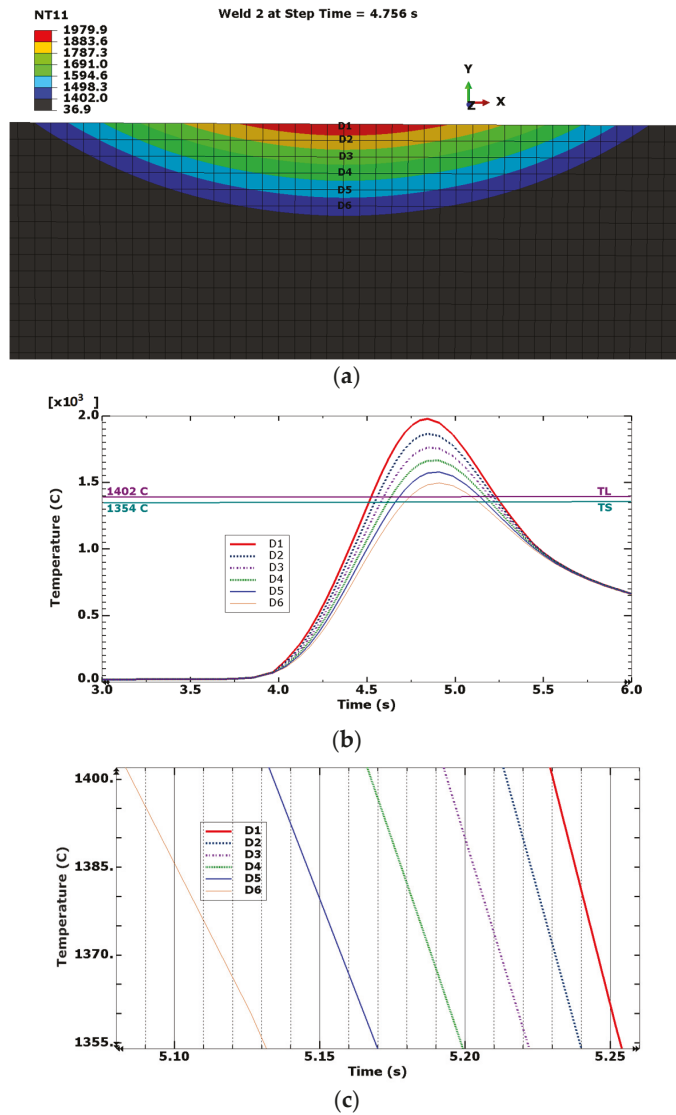 Weld 2 at Step Time = 4.756 s
NT11
1979.9
1883.6
1787.3
1691.0
1594.6
1498.3
1402.0
36.9
Y
Z X
D1
D2
D3
D4
D5
D6
(a)
[x10³]
2.0
1.5
1.0
0.5
0.0
Temperature (C)
1402 C TL
1354 C TS
D1
D2
D3
D4
D5
D6
3.0 4.0 4.5 5.0 5.5 6.0
Time (s)
(b)
1400.
1385.
1370.
1355.
Temperature (C)
D1
D2
D3
D4
D5
D6
5.10 5.15 5.20 5.25
Time (s)
(c)